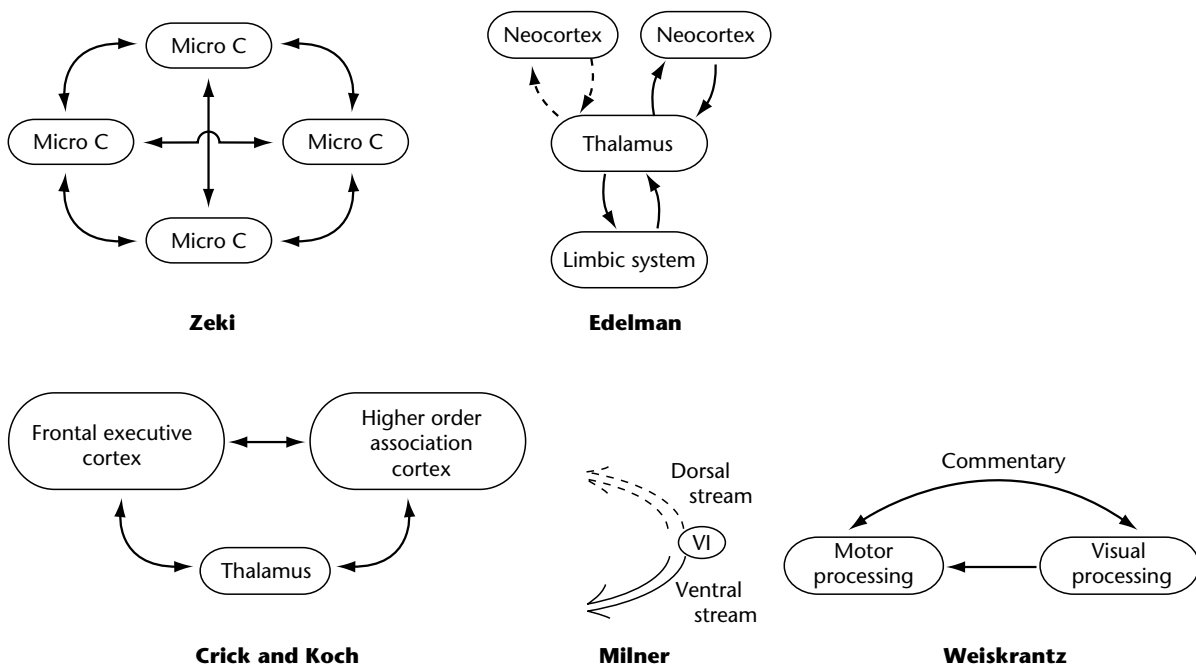 Micro C
Micro C
Micro C
Micro C
Zeki
Neocortex
Neocortex
Thalamus
Limbic system
Edelman
Frontal executive
cortex
Higher order
association
cortex
Thalamus
Crick and Koch
Dorsal
stream
VI
Ventral
stream
Milner
Commentary
Motor
processing
Visual
processing
Weiskrantz